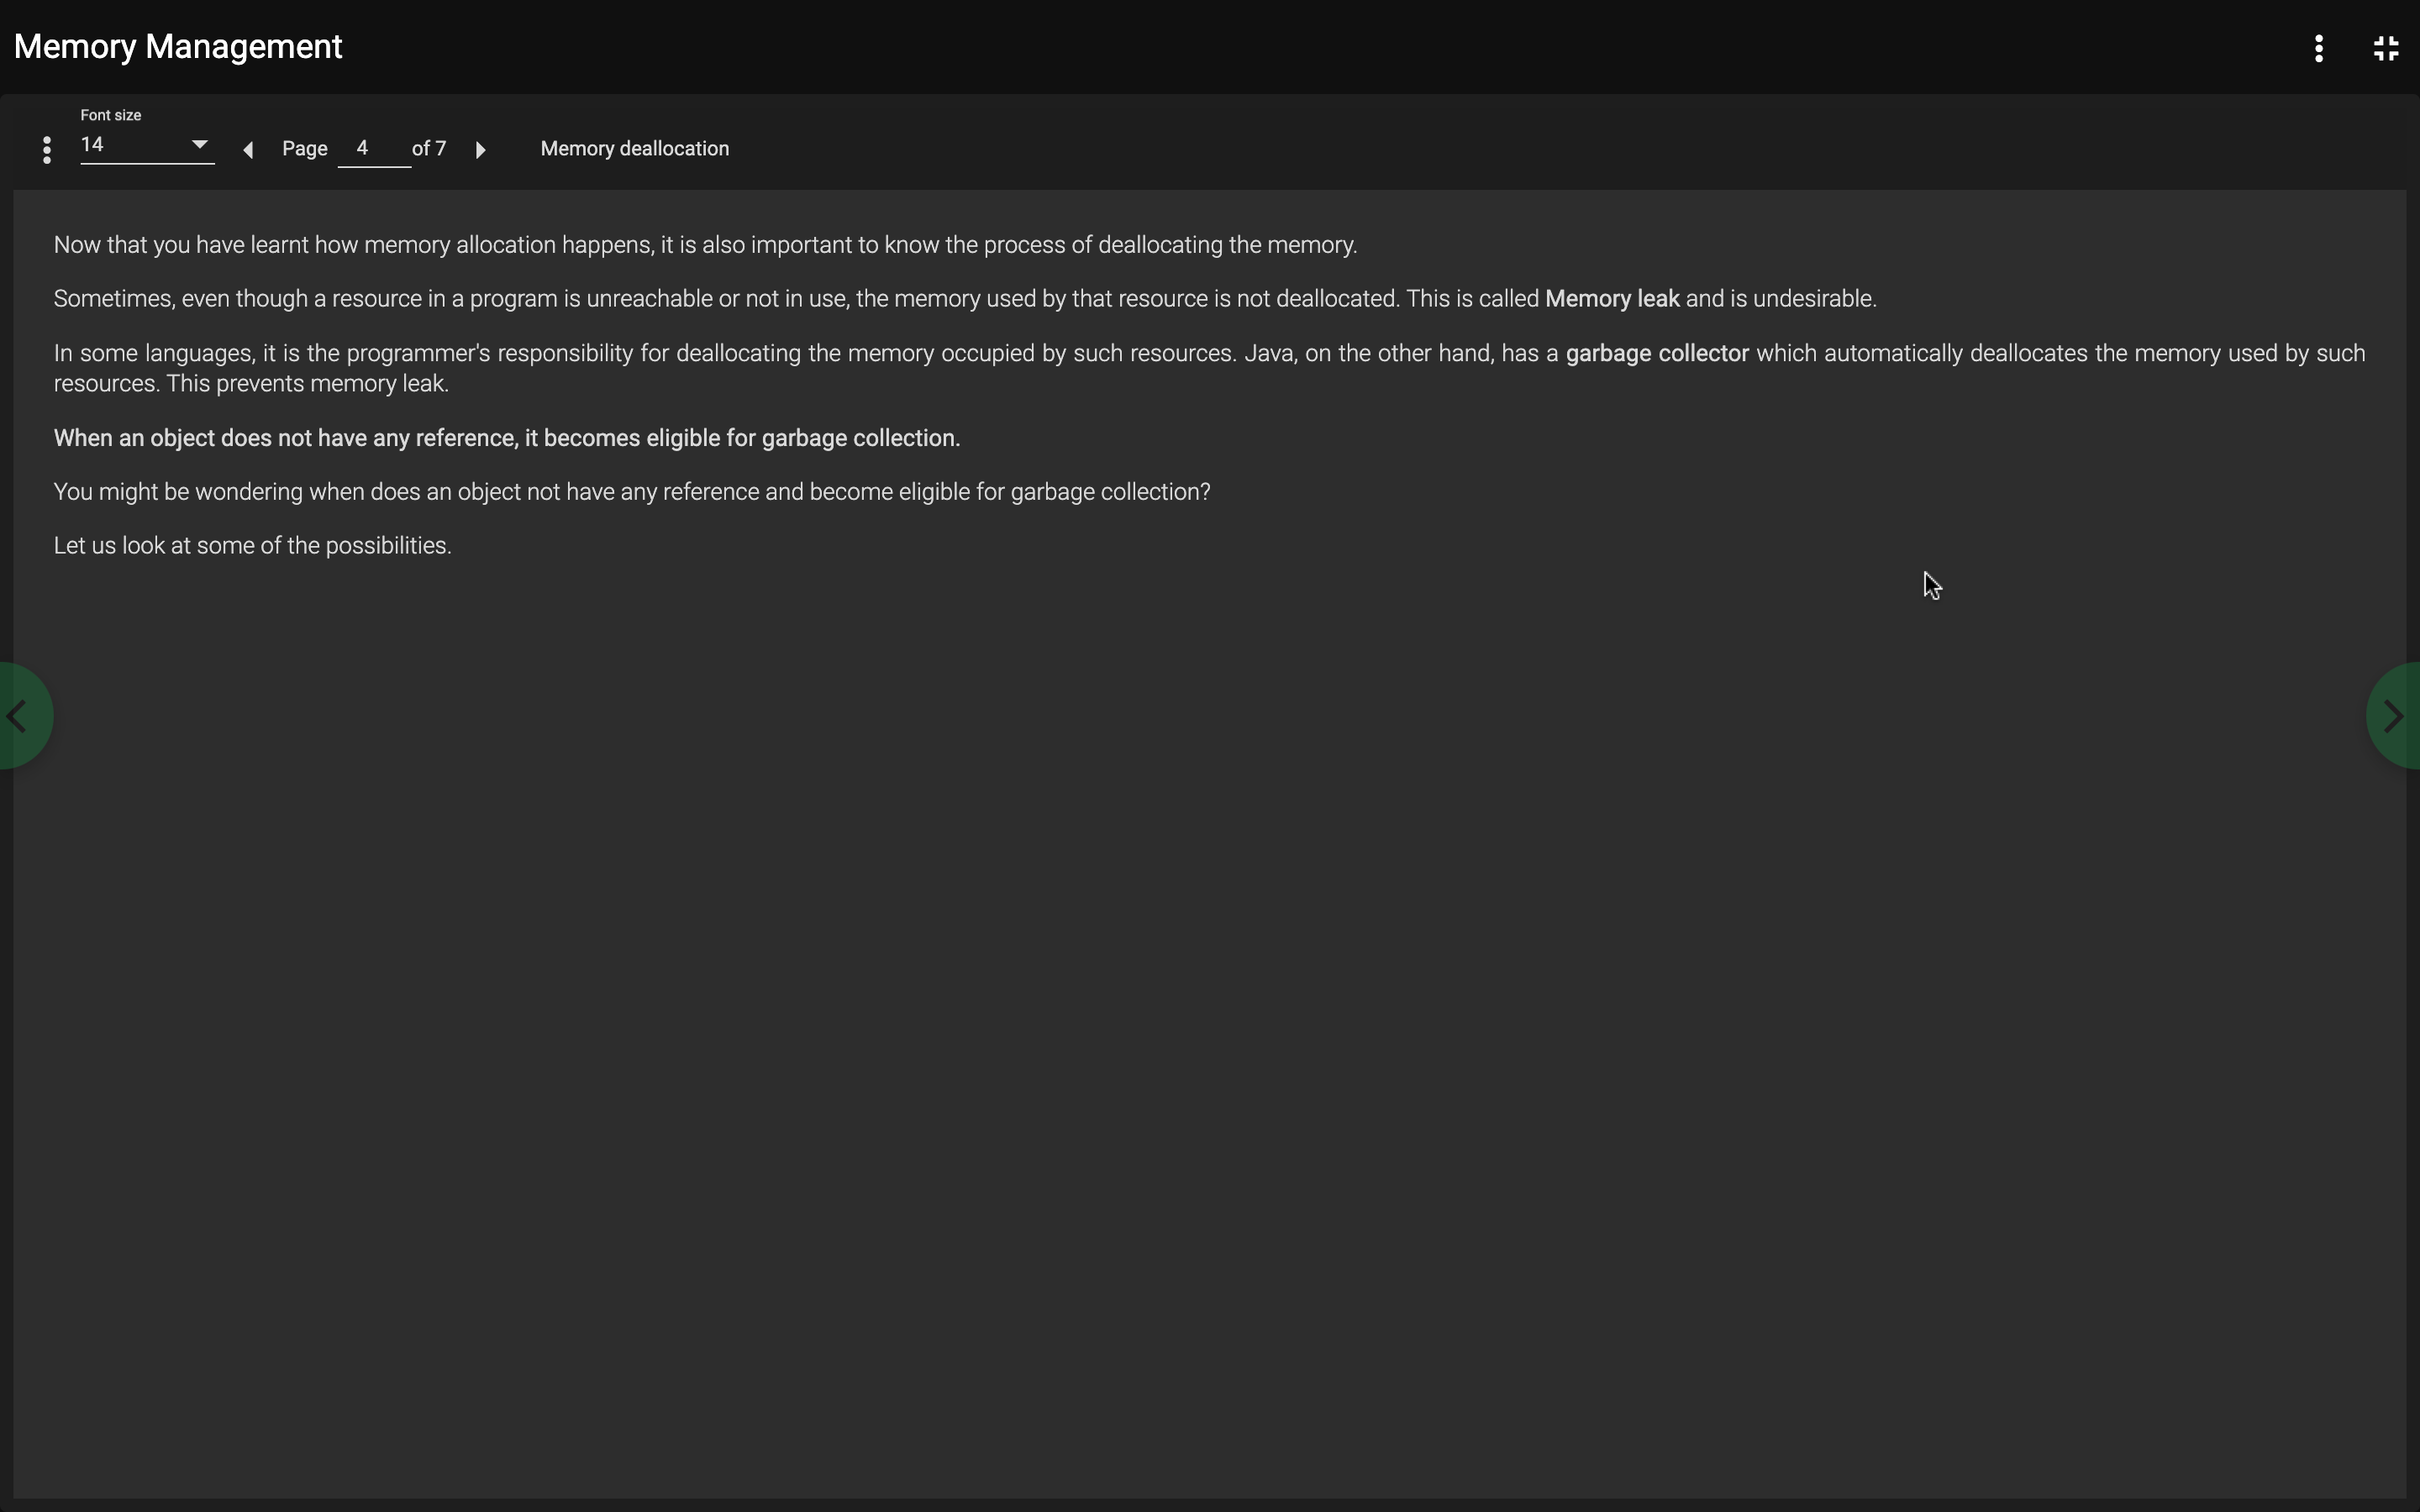 Memory Management
Font size
14
Page 4 of 7
Memory deallocation
Now that you have learnt how memory allocation happens, it is also important to know the process of deallocating the memory.
Sometimes, even though a resource in a program is unreachable or not in use, the memory used by that resource is not deallocated. This is called Memory leak and is undesirable.
In some languages, it is the programmer's responsibility for deallocating the memory occupied by such resources. Java, on the other hand, has a garbage collector which automatically deallocates the memory used by such
resources. This prevents memory leak.
When an object does not have any reference, it becomes eligible for garbage collection.
You might be wondering when does an object not have any reference and become eligible for garbage collection?
Let us look at some of the possibilities.